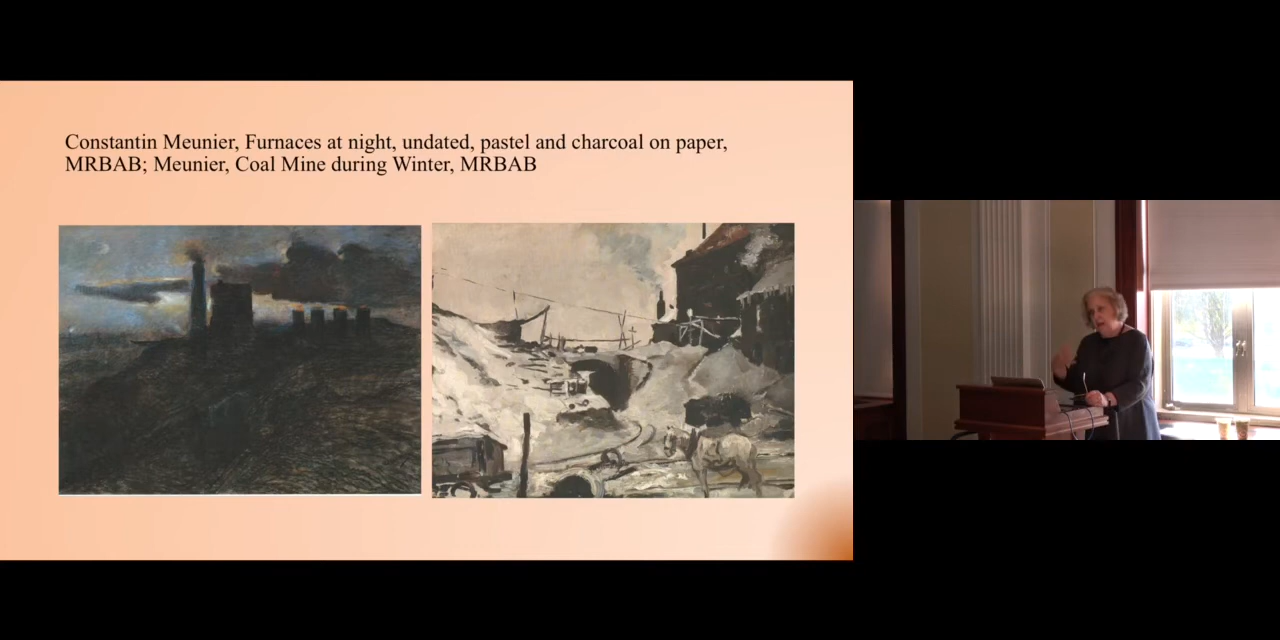 Constantin Meunier, Furnaces at night, undated, pastel and charcoal on paper,
MRBAB; Meunier, Coal Mine during Winter, MRBAB